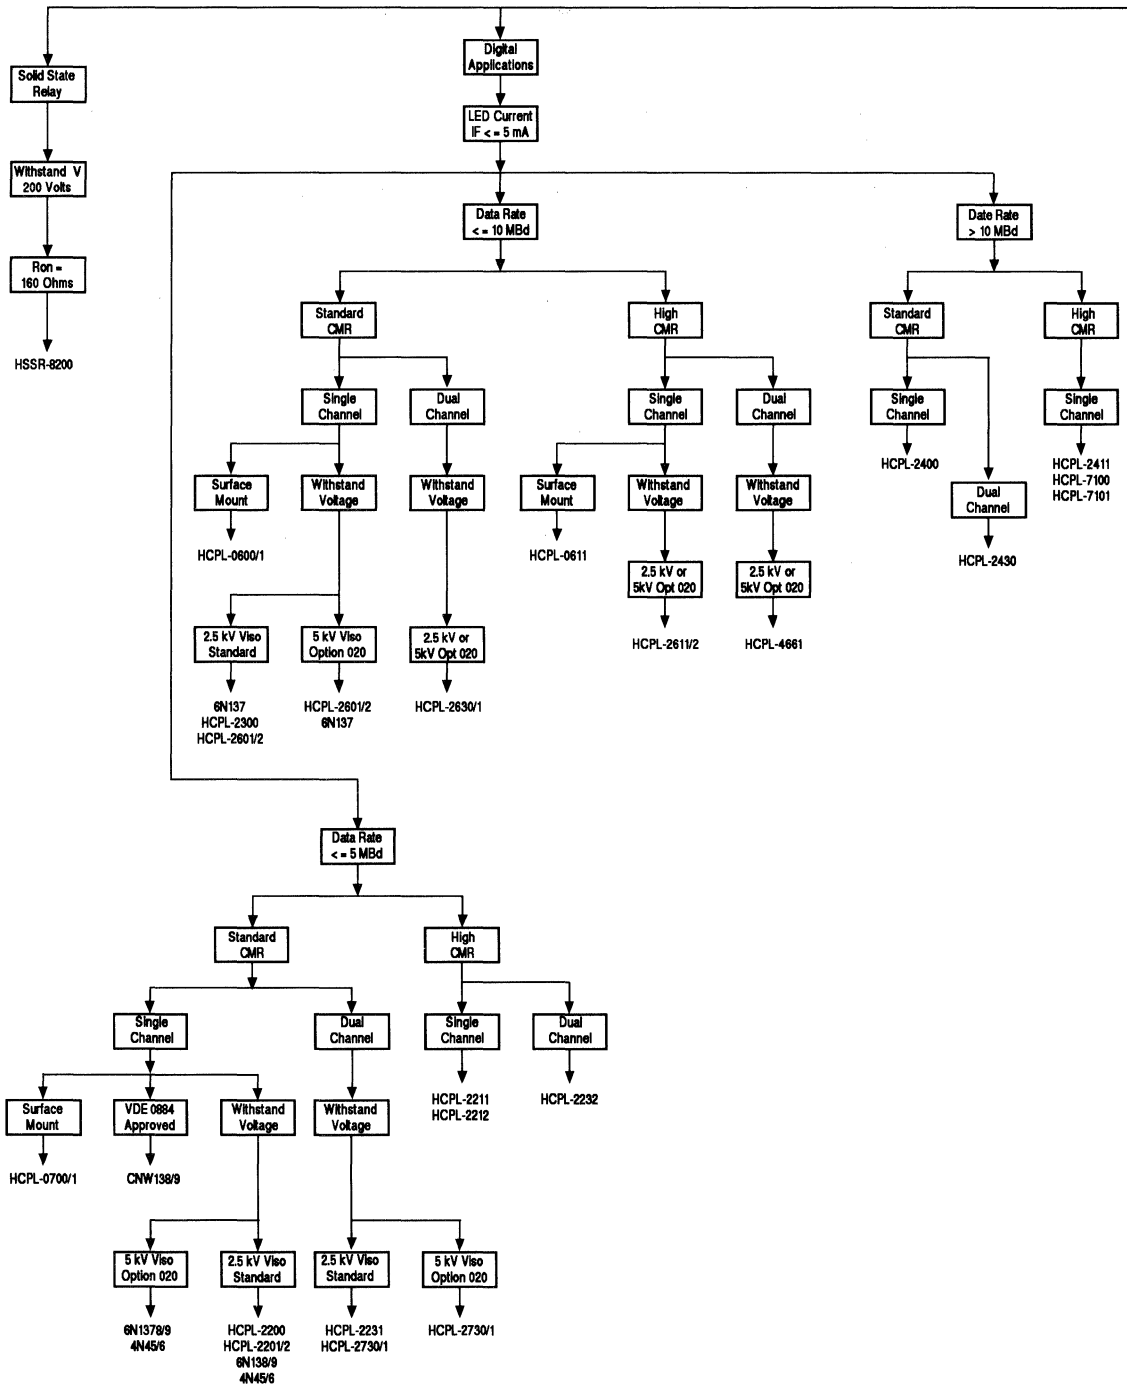 Digital
Applications
Solid State
Relay
LED Current
IF < = 5 mA
Withstand V
200 Volts
Data Rate
< = 10 MBd
Date Rate
> 10 MBd
Ron =
160 Ohms
HSSR-8200
Standard
CMR
High
CMR
Standard
CMR
High
CMR
Single
Channel
Dual
Channel
Single
Channel
Dual
Channel
Single
Channel
Single
Channel
HCPL-2400
HCPL-2411
HCPL-7100
HCPL-7101
Surface
Mount
Withstand
Voltage
Withstand
Voltage
Surface
Mount
Withstand
Voltage
Withstand
Voltage
Dual
Channel
HCPL-0600/1
HCPL-0611
HCPL-2430
2.5 kV or
5kV Opt 020
2.5 kV or
5kV Opt 020
2.5 kV Viso
Standard
5 kV Viso
Option 020
2.5 kV or
5kV Opt 020
HCPL-2611/2
HCPL-4661
6N137
HCPL-2300
HCPL-2601/2
HCPL-2601/2
6N137
HCPL-2630/1
Data Rate
< = 5 MBd
Standard
CMR
High
CMR
Single
Channel
Dual
Channel
Single
Channel
Dual
Channel
HCPL-2211
HCPL-2212
HCPL-2232
Surface
Mount
VDE 0884
Approved
Withstand
Voltage
Withstand
Voltage
HCPL-0700/1
CNW138/9
5 kV Viso
Option 020
2.5 kV Viso
Standard
2.5 kV Viso
Standard
5 kV Viso
Option 020
6N1378/9
4N45/6
HCPL-2200
HCPL-2201/2
6N138/9
4N45/6
HCPL-2231
HCPL-2730/1
HCPL-2730/1